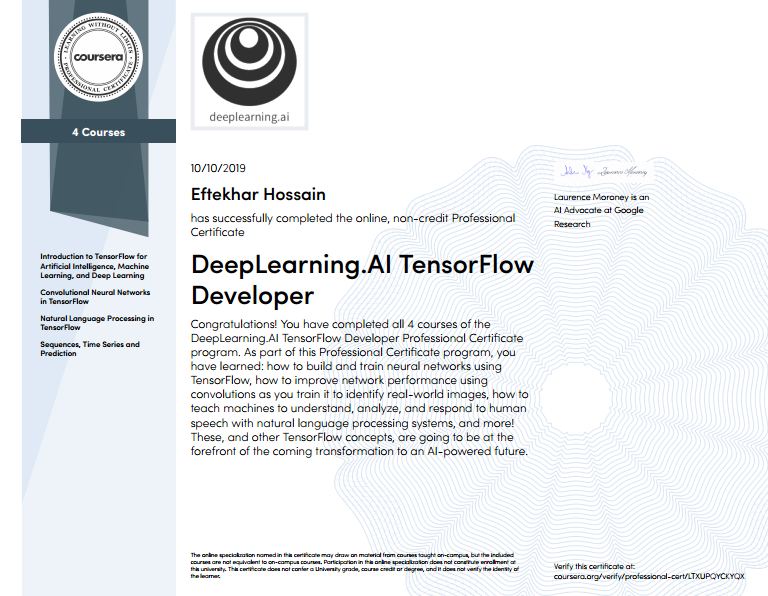 LEARNING WITHOUT LIMITS
coursera
PROFESSIONAL CERTIFICATE
4 Courses
Introduction to TensorFlow for
Artificial Intelligence, Machine
Learning, and Deep Learning
Convolutional Neural Networks
in TensorFlow
Natural Language Processing in
TensorFlow
Sequences, Time Series and
Prediction
deeplearning.ai
10/10/2019
Eftekhar Hossain
has successfully completed the online, non-credit Professional
Certificate
DeepLearning.AI TensorFlow
Developer
Congratulations! You have completed all 4 courses of the
DeepLearning.AI TensorFlow Developer Professional Certificate
program. As part of this Professional Certificate program, you
have learned: how to build and train neural networks using
TensorFlow, how to improve network performance using
convolutions as you train it to identify real-world images, how to
teach machines to understand, analyze, and respond to human
speech with natural language processing systems, and more!
These, and other TensorFlow concepts, are going to be at the
forefront of the coming transformation to an AI-powered future.
The online specialization named in this certificate may draw on material from courses taught on-campus, but the included
courses are not equivalent to on-campus courses. Participation in this online specialization does not constitute enrollment at
this university. This certificate does not confer a University grade, course credit or degree, and it does not verify the identity of
the learner.
Laurence Moroney
Laurence Moroney is an
AI Advocate at Google
Research
Verify this certificate at:
coursera.org/verify/professional-cert/LTXUPQYCKYQX